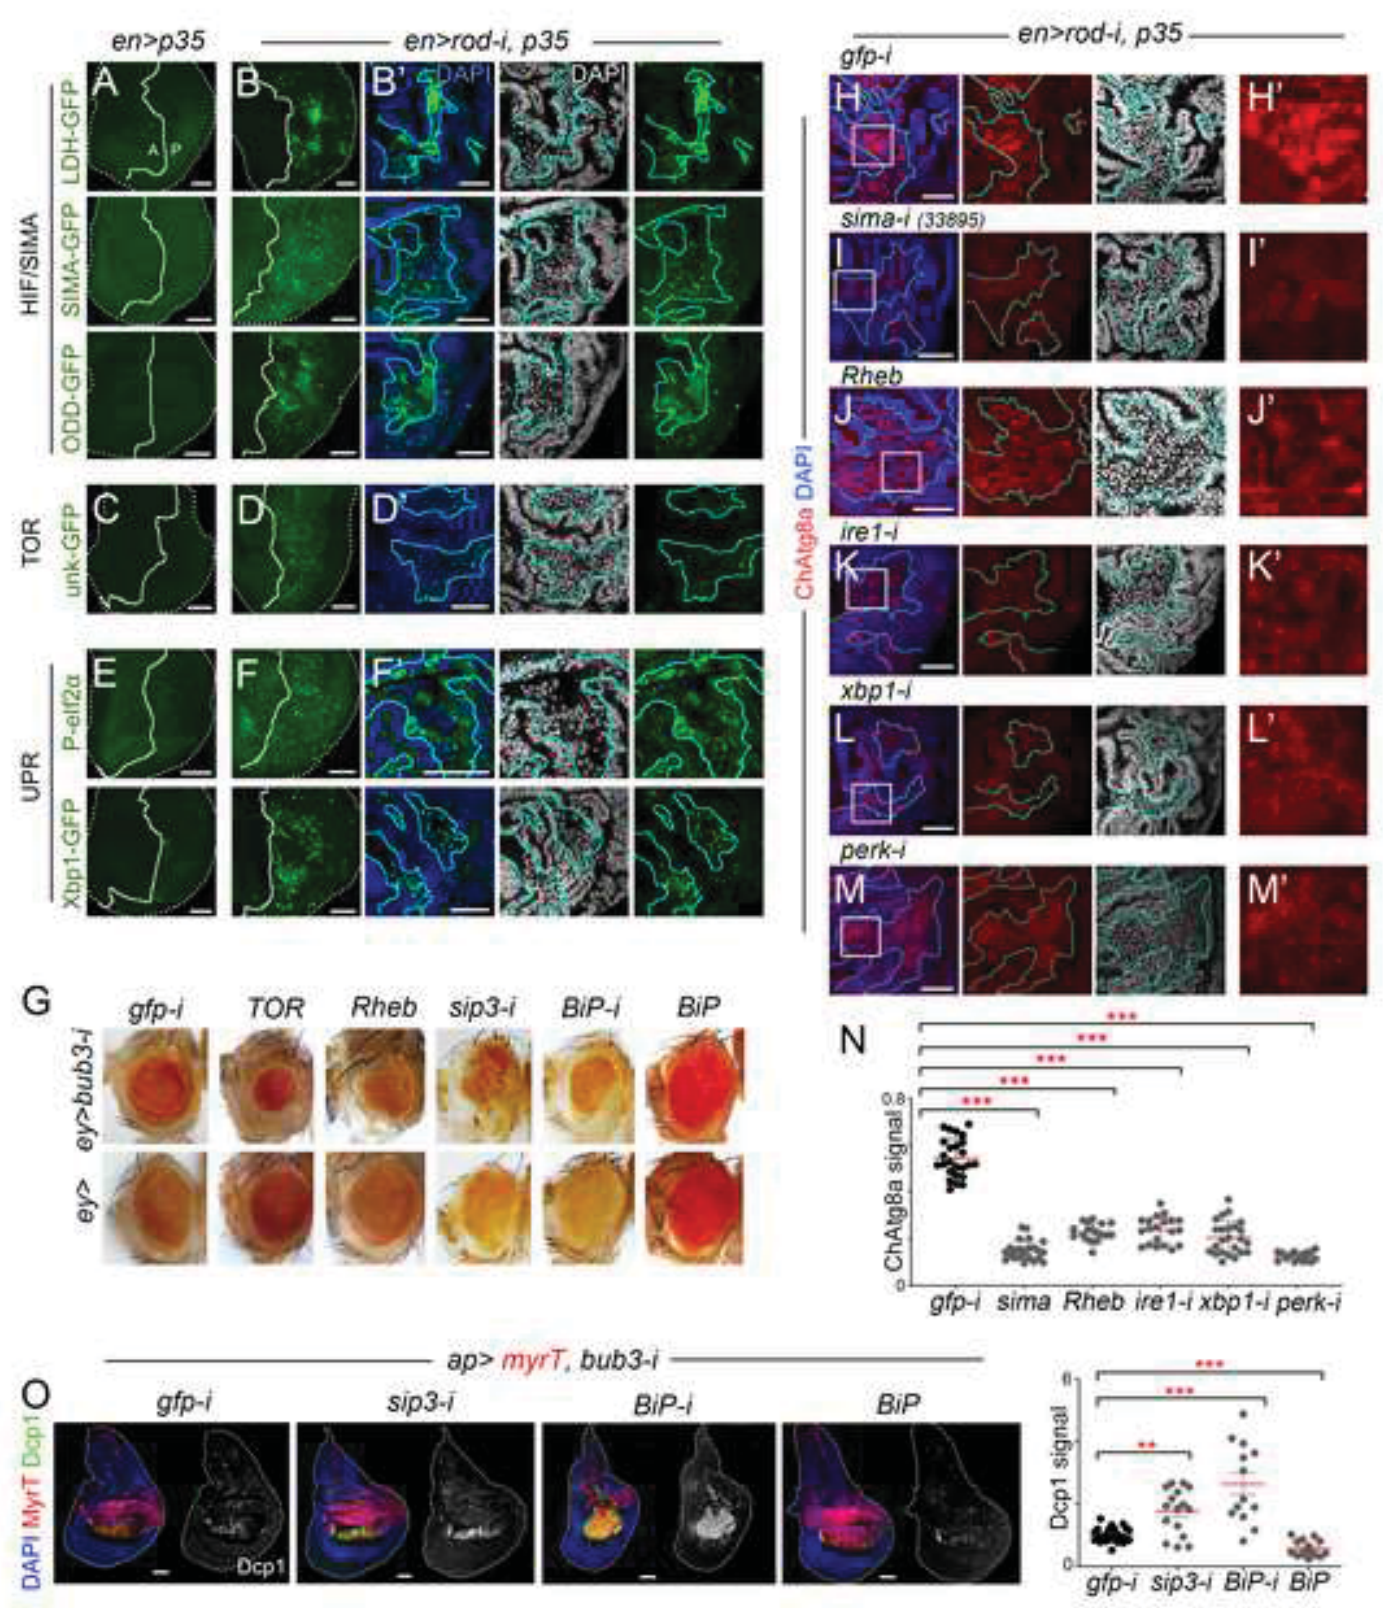 en>p35
en>rod-i, p35
HIF/SIMA
LDH-GFP
A
A P
B
B' DAPI
DAPI
SIMA-GFP
ODD-GFP
TOR
unk-GFP
C
D
D'
UPR
P-eIf2α
E
F
F'
Xbp1-GFP
en>rod-i, p35
ChAtg8a DAPI
gfp-i
H
H'
sima-i (33895)
I
I'
Rheb
J
J'
ire1-i
K
K'
xbp1-i
L
L'
perk-i
M
M'
G
gfp-i TOR Rheb sip3-i BiP-i BiP
ey>bub3-i
ey>
N
***
***
***
***
***
ChAtg8a signal
0.8
0
gfp-i sima Rheb ire1-i xbp1-i perk-i
ap> myrT, bub3-i
O
gfp-i sip3-i BiP-i BiP
DAPI MyrT Dcp1
Dcp1
***
***
**
Dcp1 signal
6
0
gfp-i sip3-i BiP-i BiP